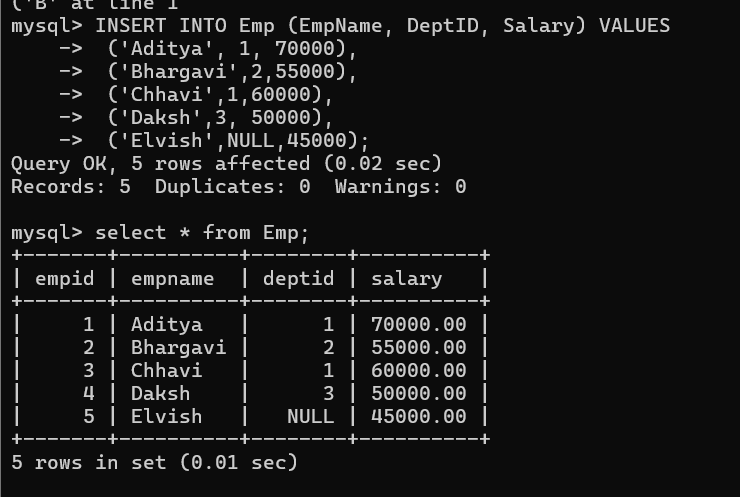 ('B' at line 1
mysql> INSERT INTO Emp (EmpName, DeptID, Salary) VALUES
    ->  ('Aditya', 1, 70000),
    ->  ('Bhargavi',2,55000),
    ->  ('Chhavi',1,60000),
    ->  ('Daksh',3, 50000),
    ->  ('Elvish',NULL,45000);
Query OK, 5 rows affected (0.02 sec)
Records: 5  Duplicates: 0  Warnings: 0

mysql> select * from Emp;
+-------+----------+--------+----------+
| empid | empname  | deptid | salary   |
+-------+----------+--------+----------+
|     1 | Aditya   |      1 | 70000.00 |
|     2 | Bhargavi |      2 | 55000.00 |
|     3 | Chhavi   |      1 | 60000.00 |
|     4 | Daksh    |      3 | 50000.00 |
|     5 | Elvish   |   NULL | 45000.00 |
+-------+----------+--------+----------+
5 rows in set (0.01 sec)